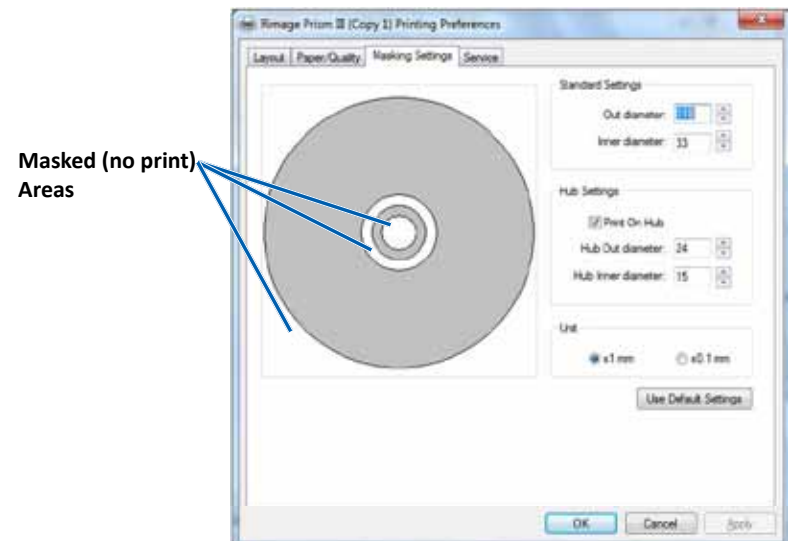 Rimage Prism III (Copy 1) Printing Preferences
Layout Paper/Quality Masking Settings Service
Masked (no print)
Areas
Standard Settings
Out diameter:
Inner diameter: 33
Hub Settings
Print On Hub
Hub Out diameter: 24
Hub Inner diameter: 15
Unit
x1 mm x0.1 mm
Use Default Settings
OK Cancel Apply